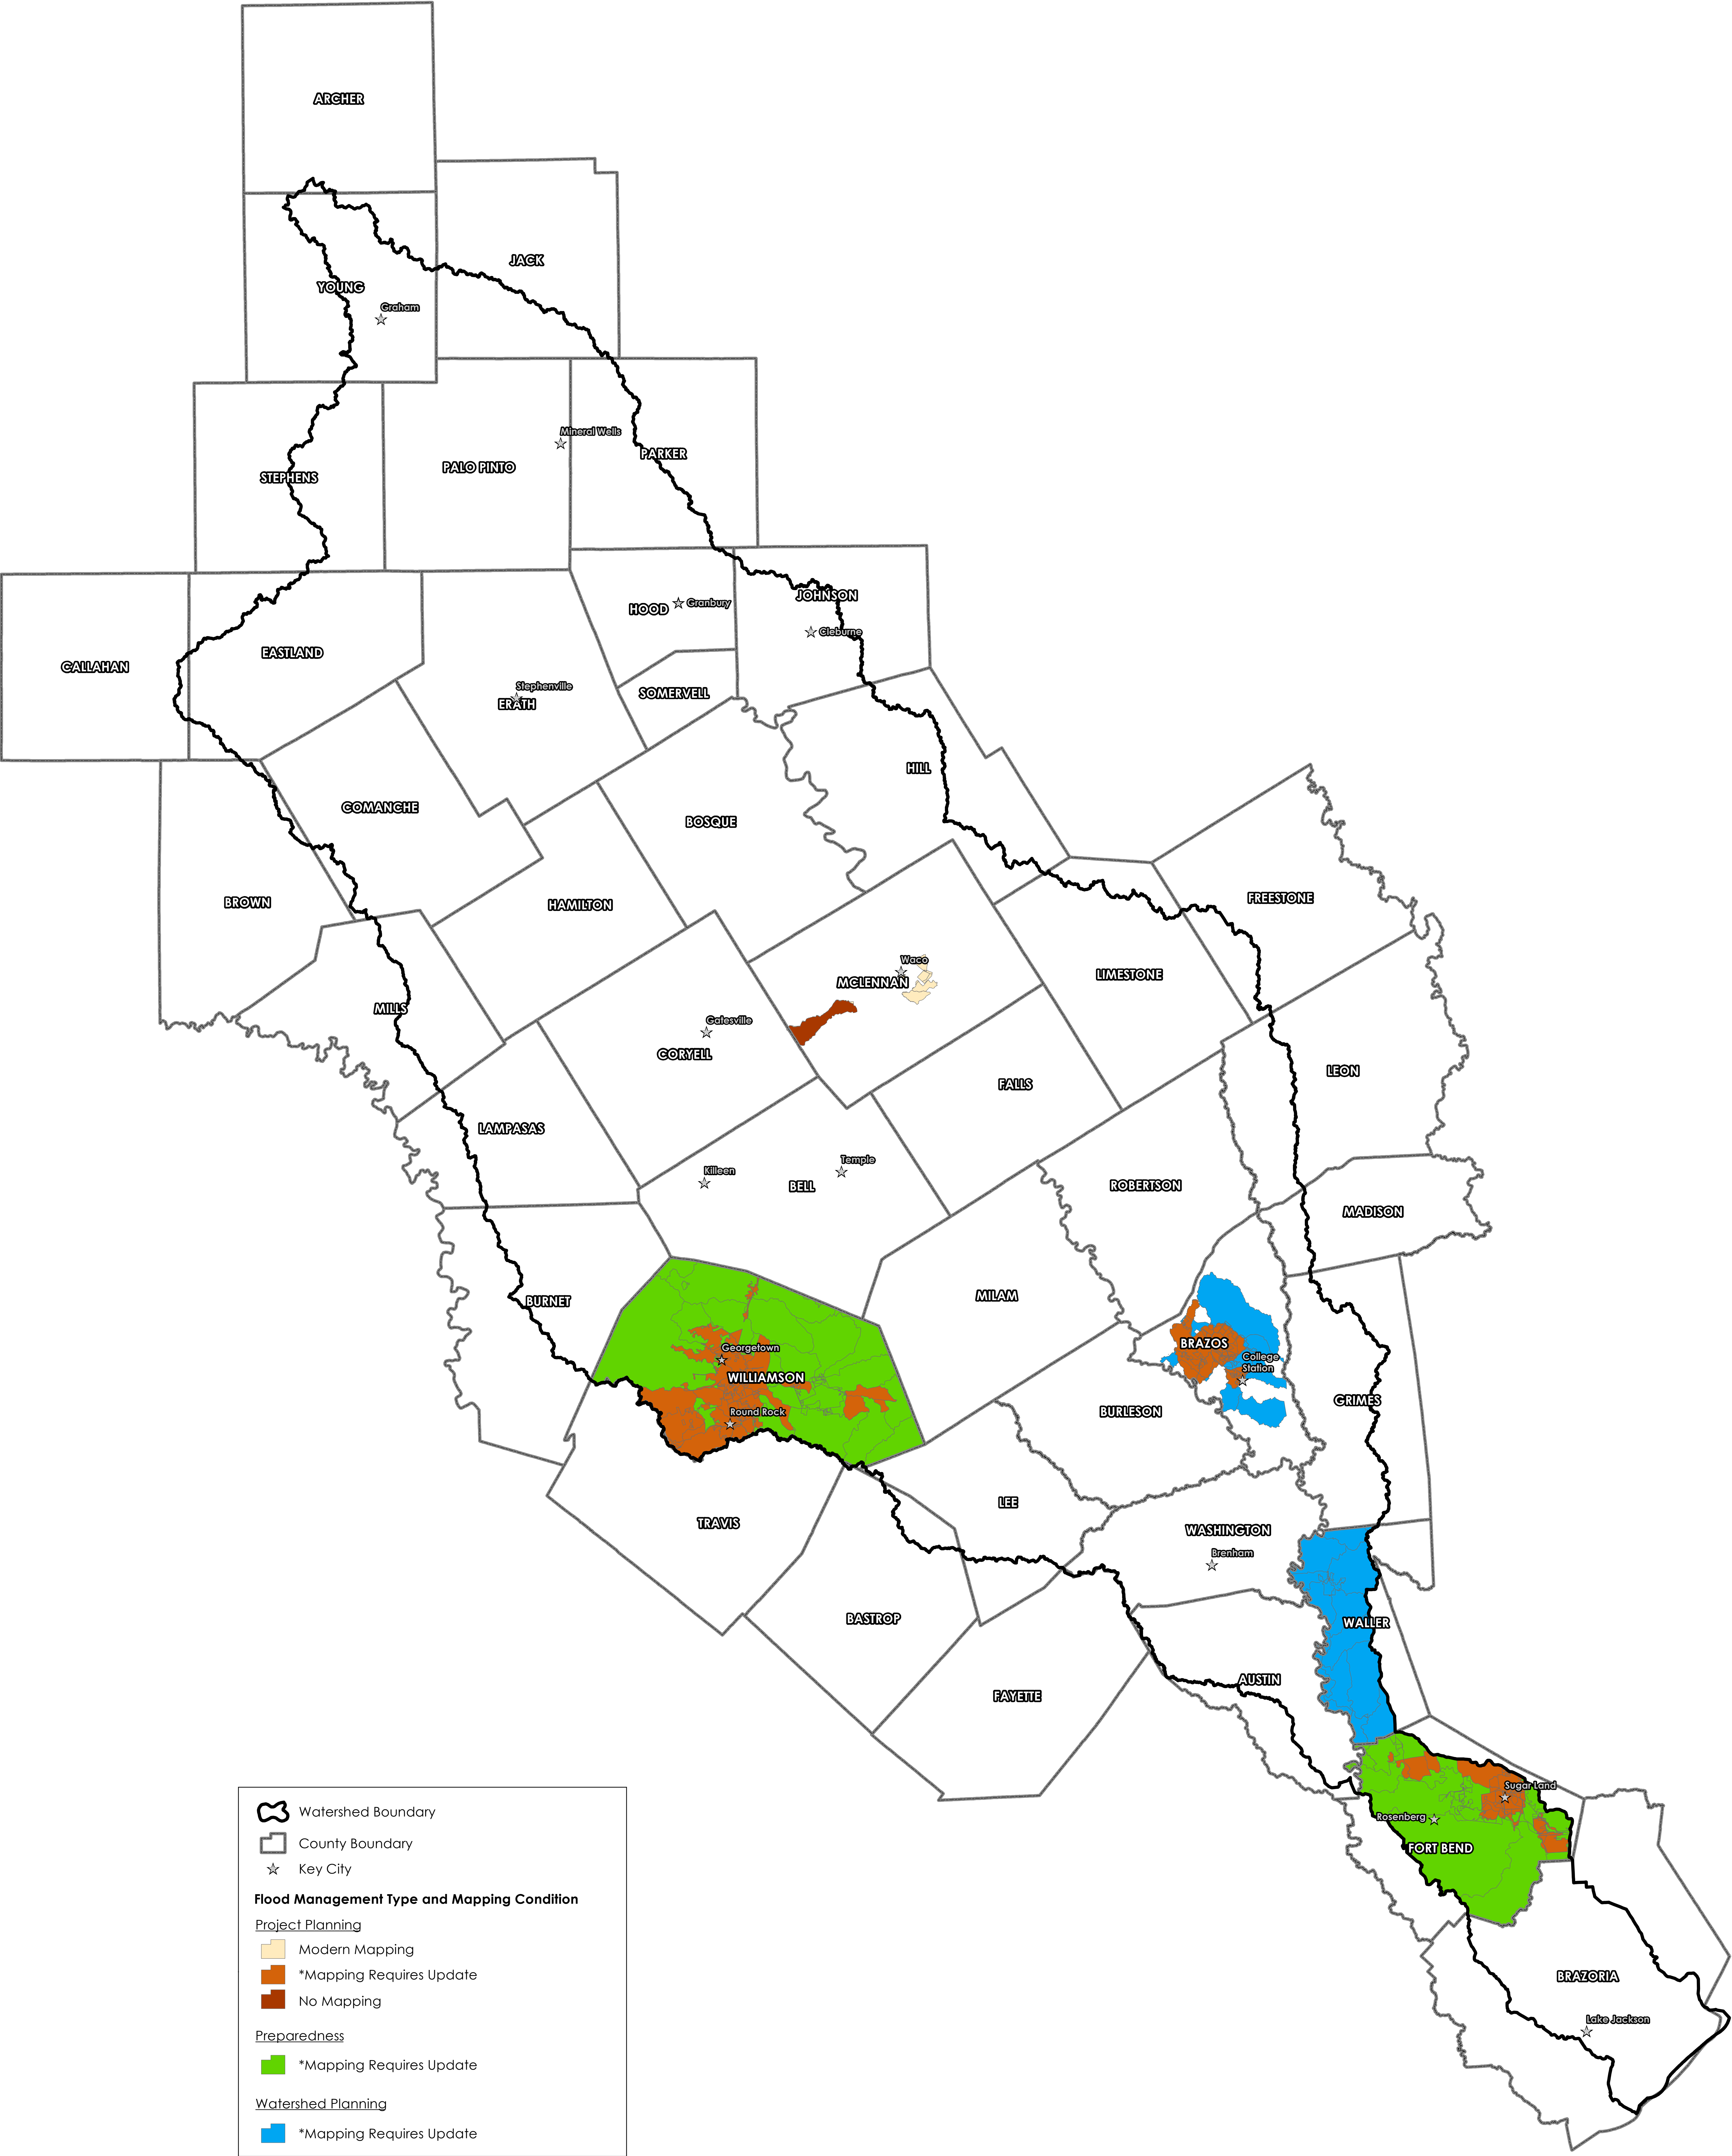 ARCHER
JACK
YOUNG
Graham
Mineral Wells
PARKER
PALO PINTO
STEPHENS
JOHNSON
HOOD
Granbury
Cleburne
EASTLAND
CALLAHAN
Stephenville
ERATH
SOMERVELL
HILL
COMANCHE
BOSQUE
FREESTONE
BROWN
HAMILTON
Waco
MCLENNAN
LIMESTONE
MILLS
Gatesville
CORYELL
LEON
FALLS
LAMPASAS
Temple
Killeen
BELL
ROBERTSON
MADISON
BURNET
MILAM
Georgetown
BRAZOS
College
Station
WILLIAMSON
Round Rock
BURLESON
GRIMES
LEE
TRAVIS
WASHINGTON
Brenham
BASTROP
WALLER
AUSTIN
FAYETTE
Sugar Land
Rosenberg
FORT BEND
BRAZORIA
Lake Jackson
Watershed Boundary
County Boundary
Key City
Flood Management Type and Mapping Condition
Project Planning
Modern Mapping
*Mapping Requires Update
No Mapping
Preparedness
*Mapping Requires Update
Watershed Planning
*Mapping Requires Update